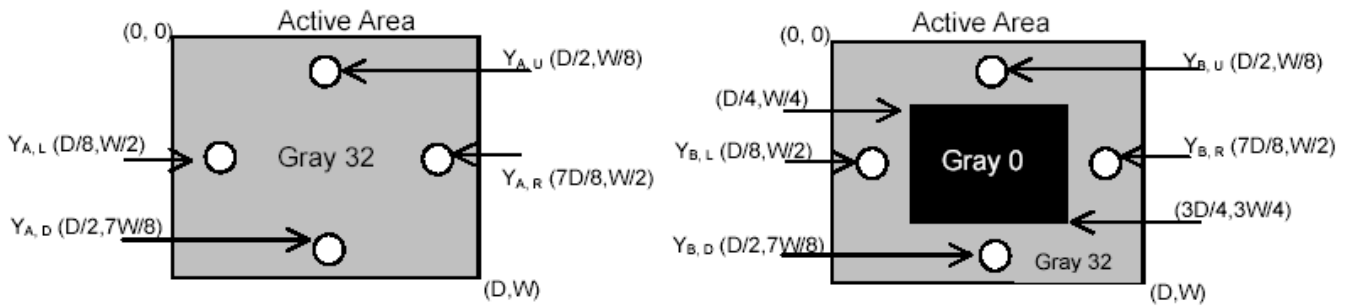 Active Area
(0, 0)
YA, U (D/2,W/8)
YA, L (D/8,W/2)
Gray 32
YA, R (7D/8,W/2)
YA, D (D/2,7W/8)
(D,W)
Active Area
(0, 0)
YB, U (D/2,W/8)
(D/4,W/4)
YB, L (D/8,W/2)
Gray 0
YB, R (7D/8,W/2)
(3D/4,3W/4)
YB, D (D/2,7W/8)
Gray 32
(D,W)